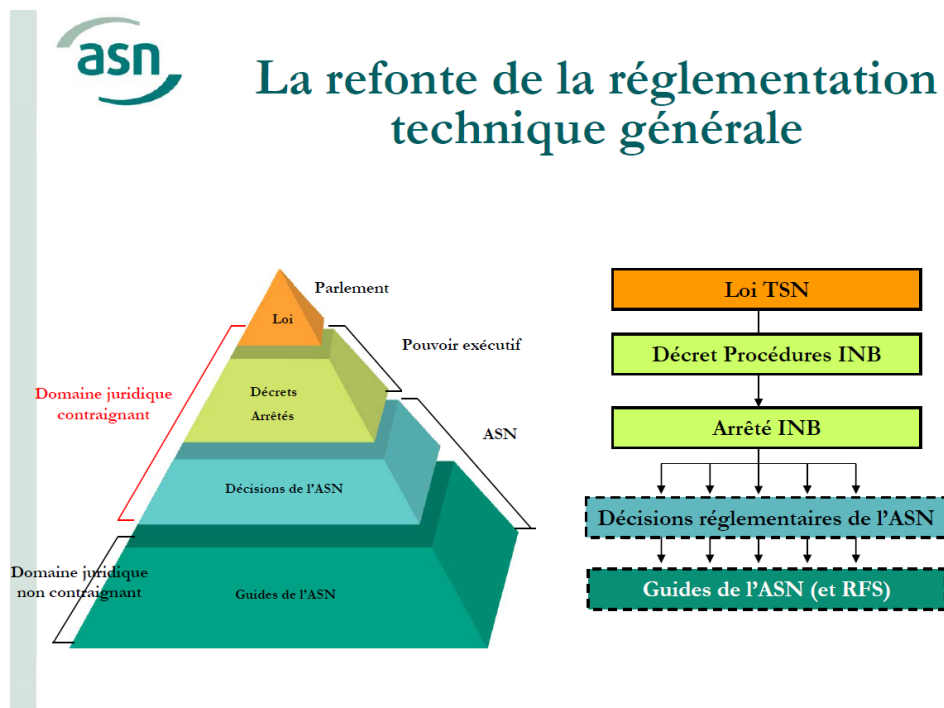 asn
La refonte de la réglementation
technique générale
Parlement
Loi
Pouvoir exécutif
Domaine juridique
contraignant
Décrets
Arrêtés
ASN
Décisions de l'ASN
Domaine juridique
non contraignant
Guides de l'ASN
Loi TSN
Décret Procédures INB
Arrêté INB
Décisions réglementaires de l'ASN
Guides de l'ASN (et RFS)